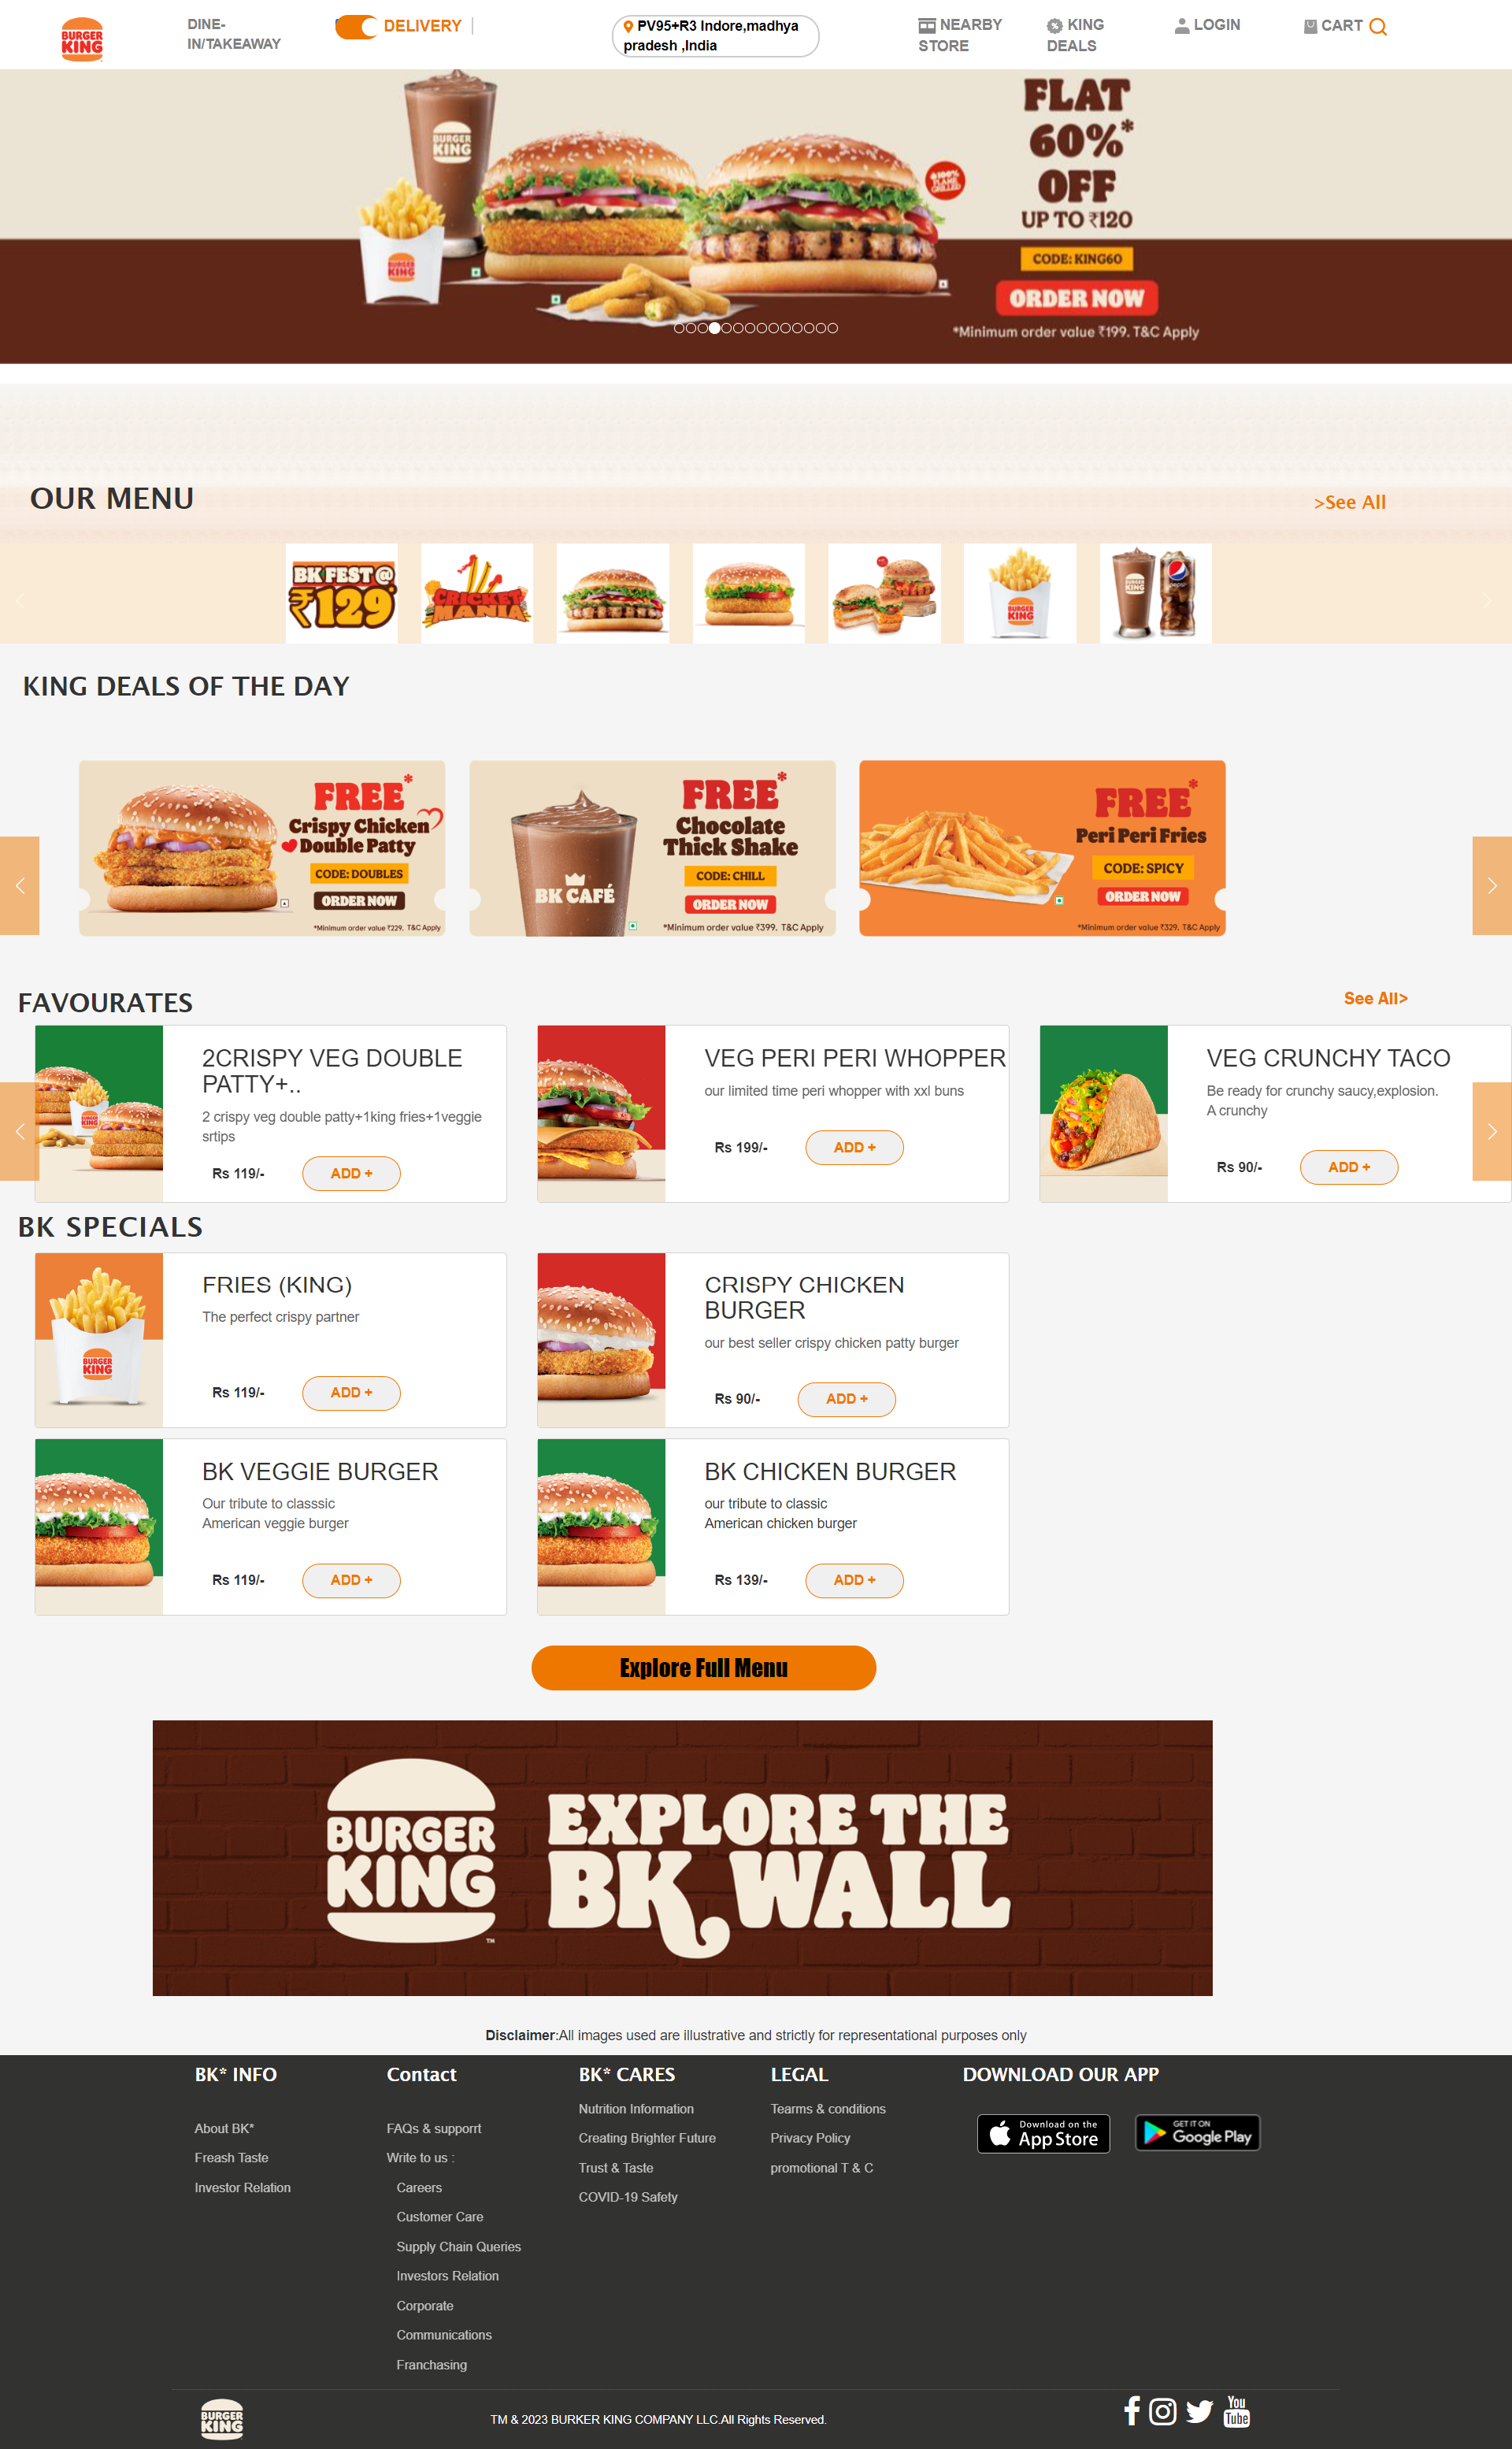 BURGER
KING
DINE-
IN/TAKEAWAY
DELIVERY
PV95+R3 Indore,madhya
pradesh ,India
NEARBY
STORE
KING
DEALS
LOGIN
CART
BURGER
KING
BURGER
KING
100%
FLAME
GRILLED
FLAT
60%*
OFF
UP TO ₹120
CODE: KING60
ORDER NOW
*Minimum order value ₹199. T&C Apply
OUR MENU
>See All
BK FEST@
₹129*
CRICKET
MANIA
BURGER
KING
BURGER
KING
KING DEALS OF THE DAY
FREE*
Crispy Chicken
Double Patty
CODE: DOUBLES
ORDER NOW
*Minimum order value ₹229. T&C Apply
BK CAFÉ
FREE*
Chocolate
Thick Shake
CODE: CHILL
ORDER NOW
*Minimum order value ₹399. T&C Apply
FREE*
Peri Peri Fries
CODE: SPICY
ORDER NOW
*Minimum order value ₹329. T&C Apply
FAVOURATES
See All>
2CRISPY VEG DOUBLE
PATTY+..
2 crispy veg double patty+1king fries+1veggie
srtips
Rs 119/-
ADD +
VEG PERI PERI WHOPPER
our limited time peri whopper with xxl buns
Rs 199/-
ADD +
VEG CRUNCHY TACO
Be ready for crunchy saucy,explosion.
A crunchy
Rs 90/-
ADD +
BK SPECIALS
BURGER
KING
FRIES (KING)
The perfect crispy partner
Rs 119/-
ADD +
CRISPY CHICKEN
BURGER
our best seller crispy chicken patty burger
Rs 90/-
ADD +
BK VEGGIE BURGER
Our tribute to classsic
American veggie burger
Rs 119/-
ADD +
BK CHICKEN BURGER
our tribute to classic
American chicken burger
Rs 139/-
ADD +
Explore Full Menu
BURGER
KING
TM
EXPLORE THE
BK WALL
Disclaimer:All images used are illustrative and strictly for representational purposes only
BK* INFO
About BK*
Freash Taste
Investor Relation
Contact
FAQs & supporrt
Write to us :
Careers
Customer Care
Supply Chain Queries
Investors Relation
Corporate
Communications
Franchasing
BK* CARES
Nutrition Information
Creating Brighter Future
Trust & Taste
COVID-19 Safety
LEGAL
Tearms & conditions
Privacy Policy
promotional T & C
DOWNLOAD OUR APP
Download on the
App Store
GET IT ON
Google Play
BURGER
KING
TM & 2023 BURKER KING COMPANY LLC.All Rights Reserved.
You
Tube